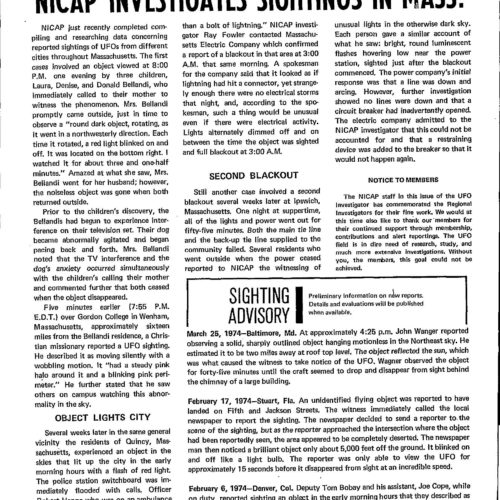 NICAP INVESTIGATES SIGHTINGS IN MASS.
NICAP just recently completed com-
piling and researching data concerning
reported sightings of UFOs from different
cities throughout Massachusetts. The first
cases involved an object viewed at 8:00
P.M. one evening by three children,
Laura, Denise, and Donald Bellandi, who
immediately called to their mother to
witness the phenomenon. Mrs. Bellandi
promptly came outside, just in time to
observe a "round dark object, rotating, as
it went in a northwesterly direction. Each
time it rotated, a red light blinked on and
off. It was located on the bottom right. I
watched it for about three and one-half
minutes." Amazed at what she saw, Mrs.
Bellandi went for her husband; however,
the noiseless object was gone when both
returned outside.
Prior to the children's discovery, the
Bellandis had begun to experience inter-
ference on their television set. Their dog
became abnormally agitated and began
pacing back and forth. Mrs. Bellandi
noted that the TV interference and the
dog's anxiety occurred simultaneously
with the children's calling their mother
and commented further that both ceased
when the object disappeared.
Five minutes earlier [7:55 P.M.
E.D.T.] over Gordon College in Wenham,
Massachusetts, approximately sixteen
miles from the Bellandi residence, a Chris-
tian missionary reported a UFO sighting.
He described it as moving silently with a
wobbling motion. It "had a steady pink
halo around it and a blinking pink peri-
meter." He further stated that he saw
others on campus watching this abnor-
mality in the sky.
OBJECT LIGHTS CITY
Several weeks later in the same general
vicinity the residents of Quincy, Mas-
sachusetts, experienced an object in the
skies that lit up the city in the early
morning hours with a flash of red light.
The police station switchboard was im-
mediately flooded with calls, Officer
than a bolt of lightning." NICAP investi-
gator Ray Fowler contacted Massachu-
setts Electric Company which confirmed
a report of a blackout in that area at 3:00
A.M. that same morning. A spokesman
for the company said that it looked as if
lightning had hit a connector, yet strange-
ly enough there were no electrical storms
that night, and, according to the spo-
kesman, such a thing would be unusual
even if there were electrical activity.
Lights alternately dimmed off and on
between the time the object was sighted
and full blackout at 3:00 A.M.
SECOND BLACKOUT
Still another case involved a second
blackout several weeks later at Ipswich,
Massachusetts. One night at suppertime,
all of the lights and power went out for
fifty-five minutes. Both the main tie line
and the back-up line supplied to the
community failed. Several residents who
went outside when the power ceased
reported to NICAP the witnessing of
unusual lights in the otherwise dark sky.
Each person gave a similar account of
what he saw: bright, round luminescent
flashes hovering low near the power
station, sighted just after the blackout
commenced. The power company's initial
response was that a line was down and
arcing. However, further investigation
showed no lines were down and that a
circuit breaker had inadvertently opened.
The electric company admitted to the
NICAP investigator that this could not be
accounted for and that a restraining
device was added to the breaker so that it
would not happen again.
NOTICE TO MEMBERS
The NICAP staff in this issue of the UFO
Investigator has commemorated the Regional
Investigators for their fine work. We would at
this time also like to thank our members for
their continued support through membership,
contributions and alert reporting. The UFO
field is in dire need of research, study, and
much more extensive investigations. Without
you, the members, this goal could not be
achieved.
SIGHTING
ADVISORY
Preliminary information on new reports.
Details and evaluations will be published
when available.
March 25, 1974—Baltimore, Md. At approximately 4:25 p.m. John Wanger reported
observing a solid, sharply outlined object hanging motionless in the Northeast sky. He
estimated it to be two miles away at roof top level. The object reflected the sun, which
was what caused the witness to take notice of the UFO. Wagner observed the object
for forty-five minutes until the craft seemed to drop and disappear from sight behind
the chimney of a large building.
February 17, 1974—Stuart, Fla. An unidentified flying object was reported to have
landed on Fifth and Jackson Streets. The witness immediately called the local
newspaper to report the sighting. The newspaper decided to send a reporter to the
scene of the sighting, but as the reporter approached the intersection where the object
had been reportedly seen, the area appeared to be completely deserted. The newspaper
man then noticed a brilliant object only about 5,000 feet off the ground. It blinked on
and off like a light bulb. The reporter was only able to view the UFO for
approximately 15 seconds before it disappeared from sight at an incredible speed.
February 6, 1974—Denver, Col. Deputy Tom Bobay and his assistant, Joe Cope, while
on duty, reported sighting an object in the early morning hours that they described as